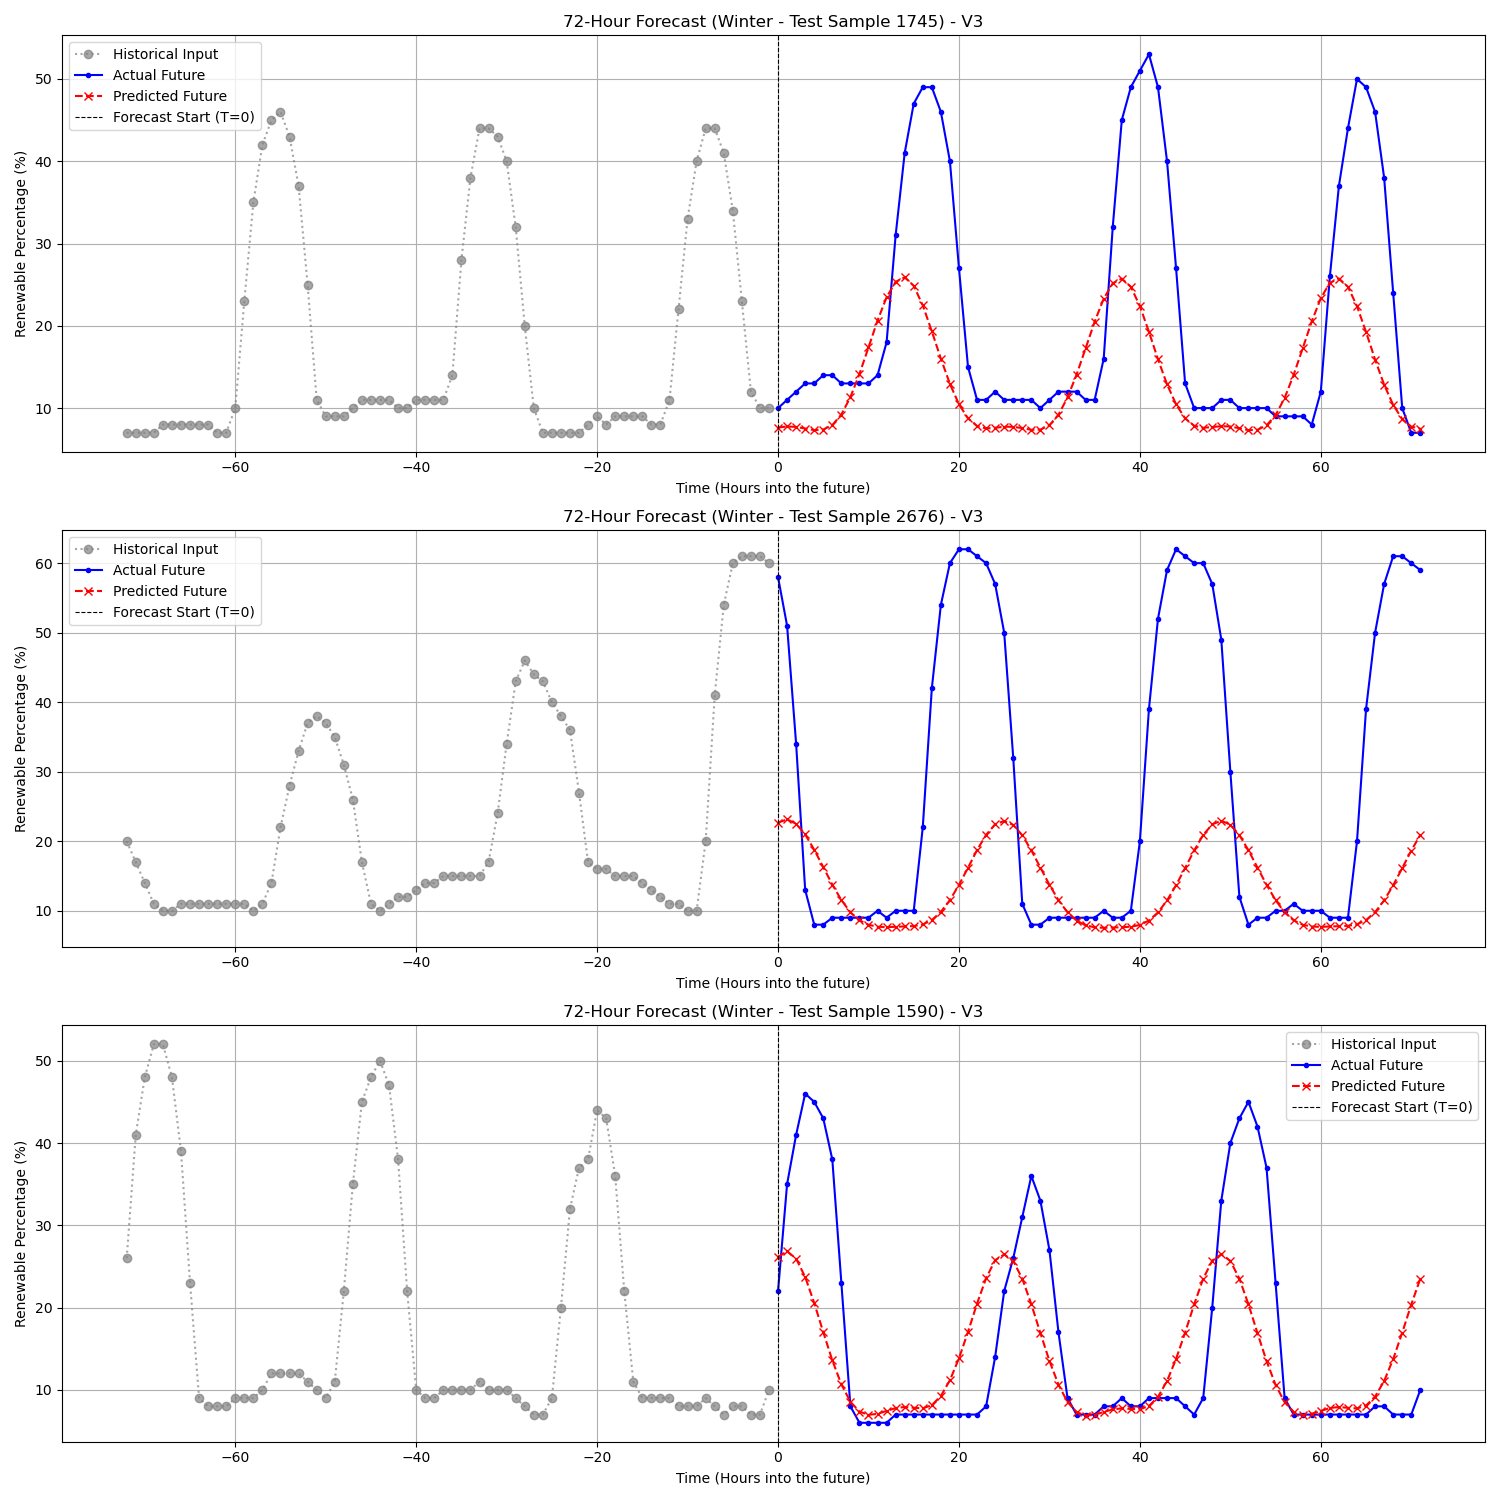 72-Hour Forecast (Winter - Test Sample 1745) - V3
Historical Input
Actual Future
Predicted Future
Forecast Start (T=0)
Renewable Percentage (%)
50
40
30
20
10
−60 −40 −20 0 20 40 60
Time (Hours into the future)
72-Hour Forecast (Winter - Test Sample 2676) - V3
Historical Input
Actual Future
Predicted Future
Forecast Start (T=0)
Renewable Percentage (%)
60
50
40
30
20
10
−60 −40 −20 0 20 40 60
Time (Hours into the future)
72-Hour Forecast (Winter - Test Sample 1590) - V3
Historical Input
Actual Future
Predicted Future
Forecast Start (T=0)
Renewable Percentage (%)
50
40
30
20
10
−60 −40 −20 0 20 40 60
Time (Hours into the future)